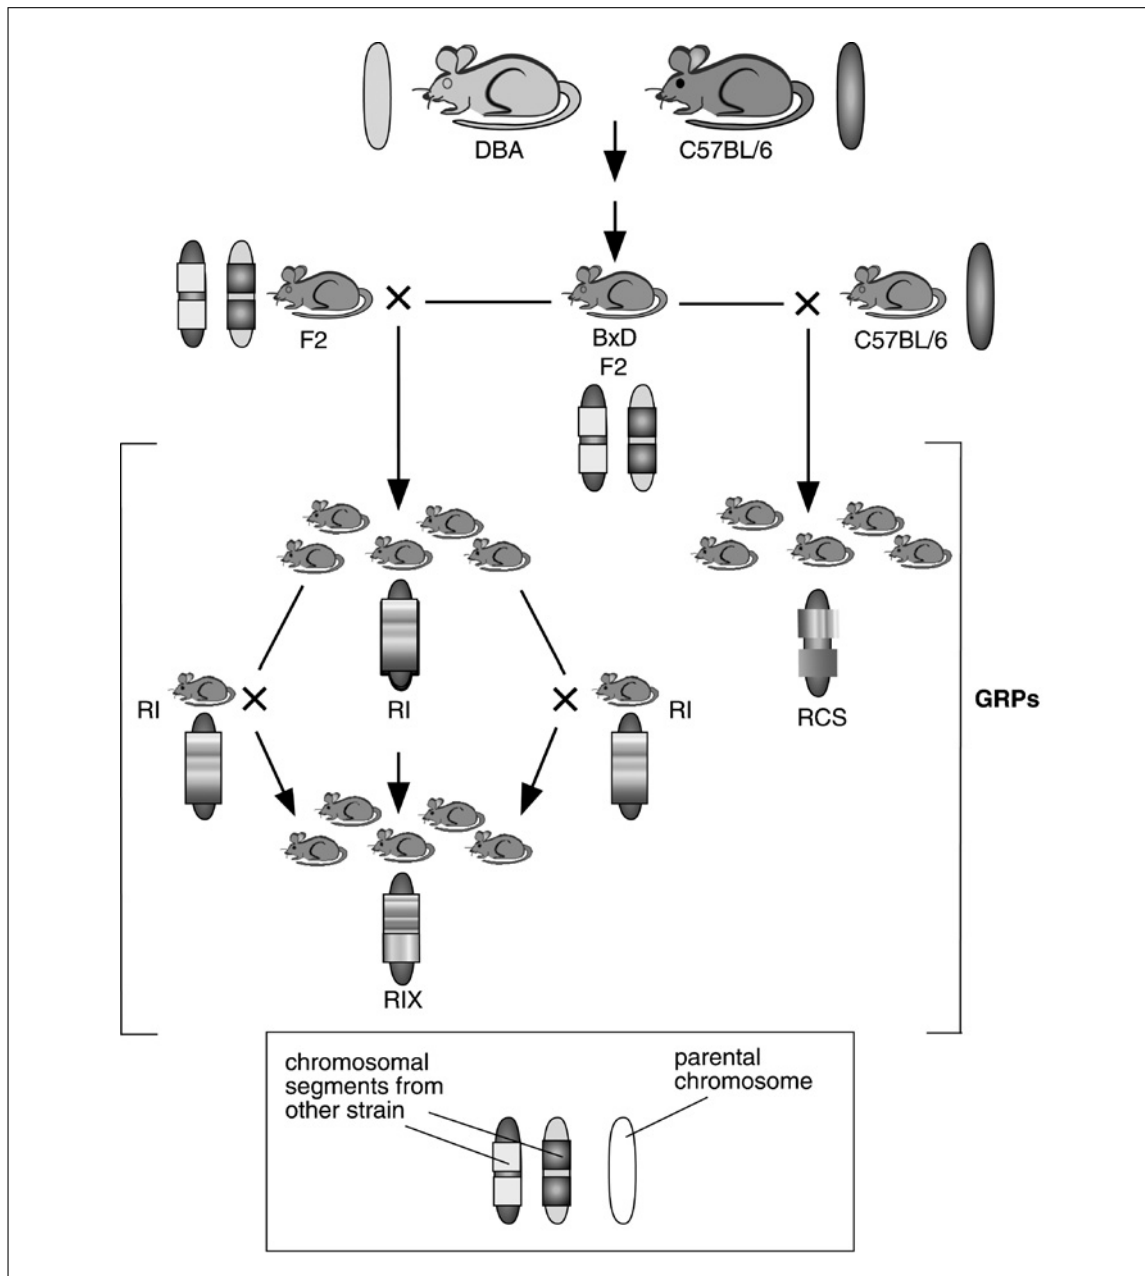 DBA
C57BL/6
F2
BxD
F2
C57BL/6
RI
RI
RI
RCS
GRPs
RIX
chromosomal
segments from
other strain
parental
chromosome